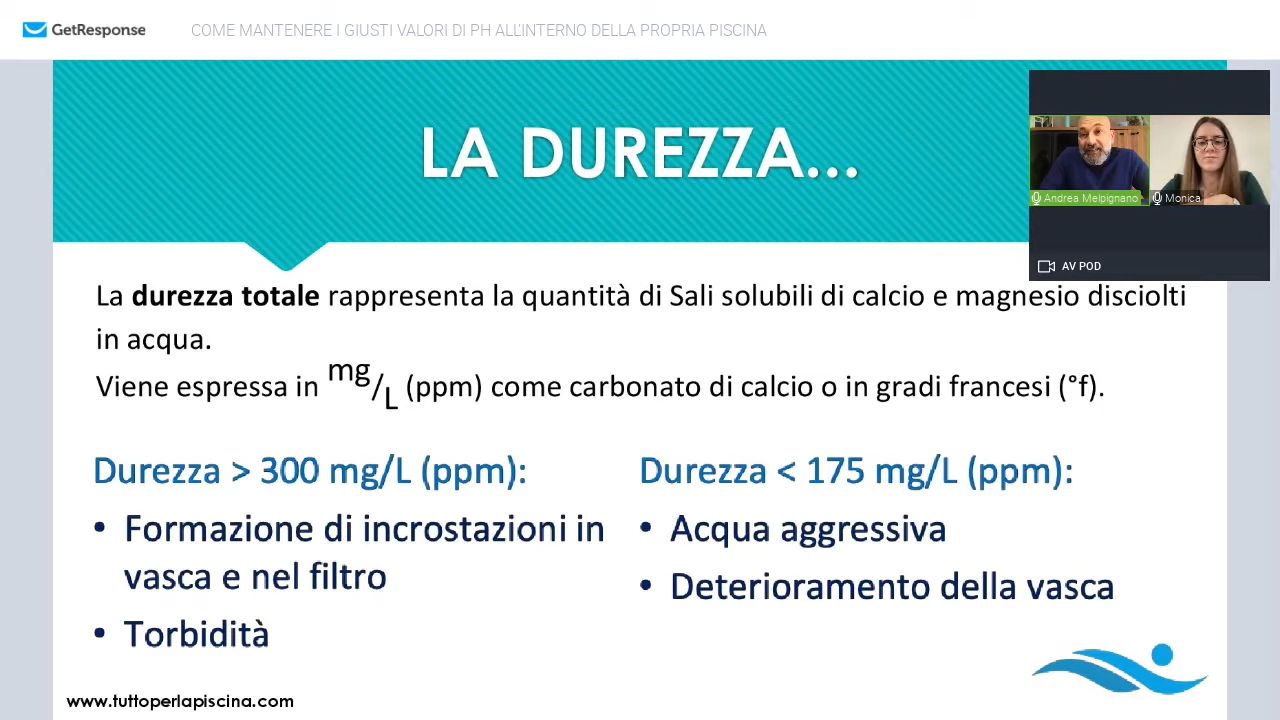 GetResponse
COME MANTENERE I GIUSTI VALORI DI PH ALL'INTERNO DELLA PROPRIA PISCINA
LA DUREZZA...
Andrea Melpignano
Monica
AV POD
La durezza totale rappresenta la quantità di Sali solubili di calcio e magnesio disciolti
in acqua.
Viene espressa in mg/L (ppm) come carbonato di calcio o in gradi francesi (°f).
Durezza > 300 mg/L (ppm):
• Formazione di incrostazioni in
vasca e nel filtro
• Torbidità
Durezza < 175 mg/L (ppm):
• Acqua aggressiva
• Deterioramento della vasca
www.tuttoperlapiscina.com